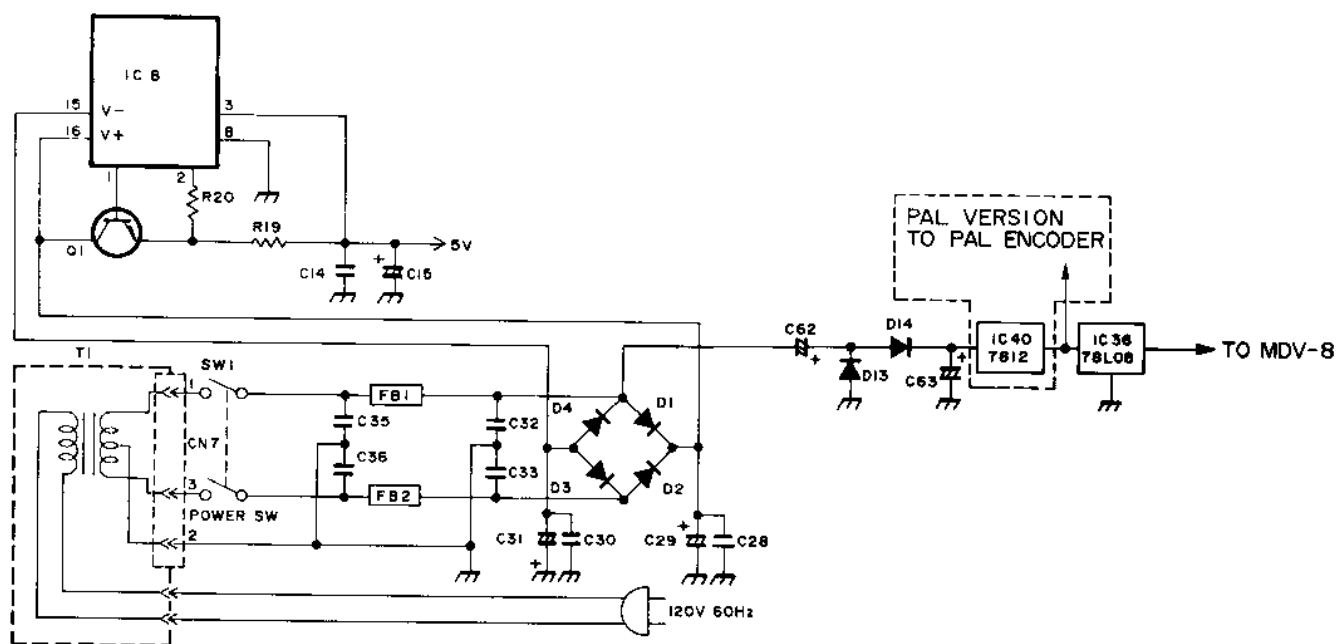 IC 8
15 V- 3
16 V+ 8
1 2
R20
Q1 R19
5V
C14 + C15
PAL VERSION
TO PAL ENCODER
C62 D14
+ +
D13 C63
IC40
7812
IC36
78L08
TO MDV-8
T1 SW1
1
FB1
C35 C32
D4 D1
CN7
C36 C33
3
FB2
D3 D2
POWER SW
2
C31 C30
+
+
C29 C28
120V 60Hz